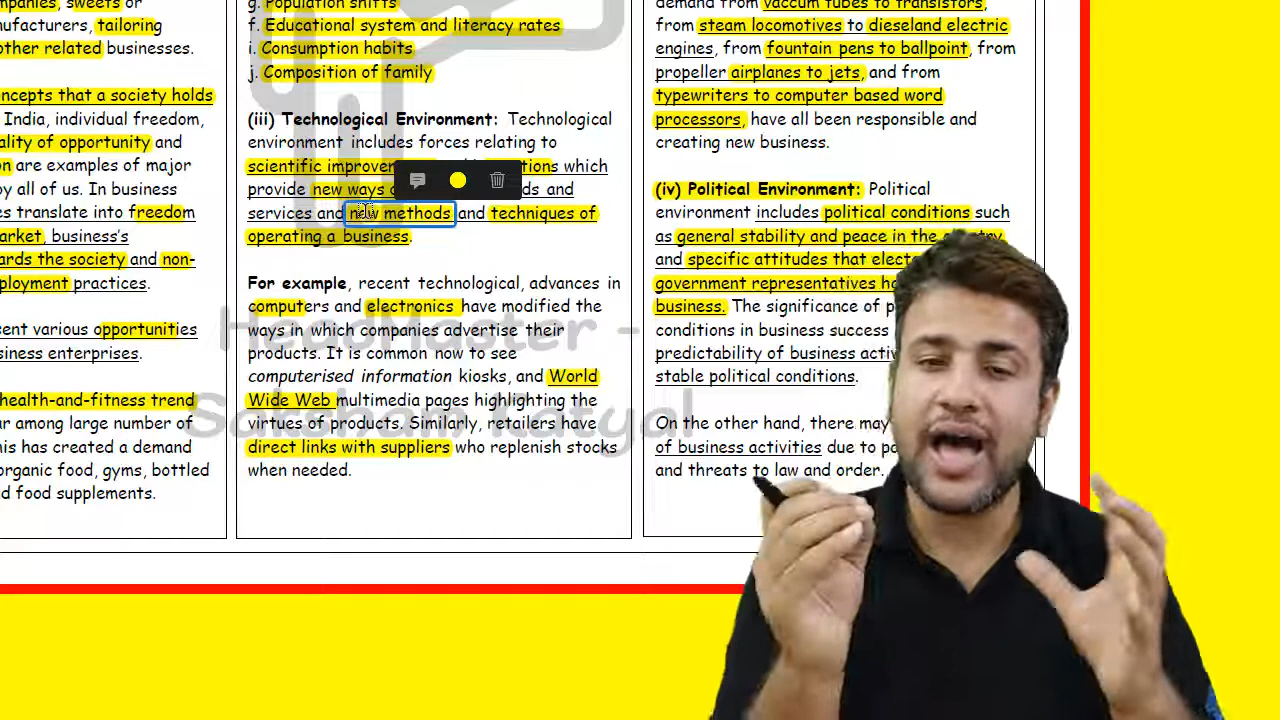 mpanies, sweets or
nufacturers, tailoring
other related businesses.
oncepts that a society holds
India, individual freedom,
ality of opportunity and
on are examples of major
by all of us. In business
es translate into freedom
arket, business's
ards the society and non-
ployment practices.
sent various opportunities
siness enterprises.
health-and-fitness trend
ar among large number of
his has created a demand
organic food, gyms, bottled
d food supplements.
g. Population shifts
f. Educational system and literacy rates
i. Consumption habits
j. Composition of family
(iii) Technological Environment: Technological
environment includes forces relating to
scientific improve tions which
provide new ways ds and
services and new methods and techniques of
operating a business.
For example, recent technological, advances in
computers and electronics have modified the
ways in which companies advertise their
products. It is common now to see
computerised information kiosks, and World
Wide Web multimedia pages highlighting the
virtues of products. Similarly, retailers have
direct links with suppliers who replenish stocks
when needed.
demand from vaccum tubes to transistors,
from steam locomotives to dieseland electric
engines, from fountain pens to ballpoint, from
propeller airplanes to jets, and from
typewriters to computer based word
processors, have all been responsible and
creating new business.
(iv) Political Environment: Political
environment includes political conditions such
as general stability and peace in the
and specific attitudes that elect
government representatives
business. The significance of
conditions in business success
predictability of business activ
stable political conditions.
On the other hand, there may
of business activities due to
and threats to law and order.
HeadMaster -
Saksham Katyal